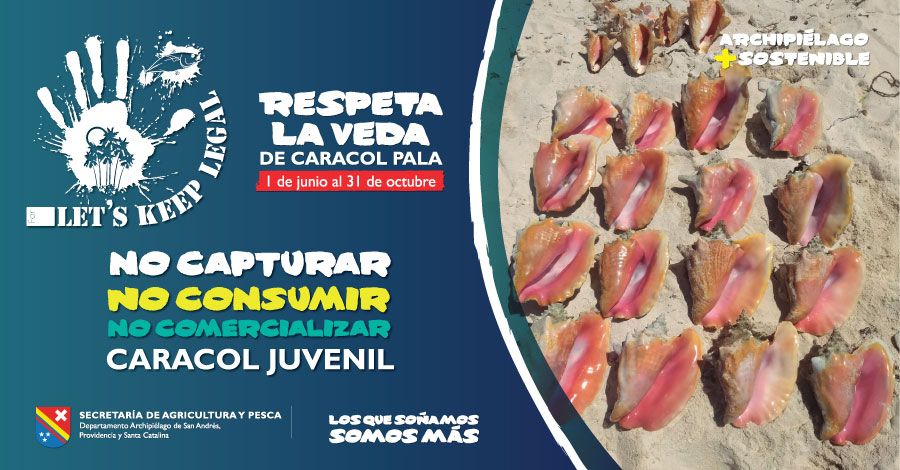 For
LET'S KEEP LEGAL
RESPETA
LA VEDA
DE CARACOL PALA
1 de junio al 31 de octubre
NO CAPTURAR
NO CONSUMIR
NO COMERCIALIZAR
CARACOL JUVENIL
SECRETARÍA DE AGRICULTURA Y PESCA
Departamento Archipiélago de San Andrés,
Providencia y Santa Catalina
LOS QUE SOÑAMOS
SOMOS MÁS
ARCHIPIÉLAGO
+SOSTENIBLE